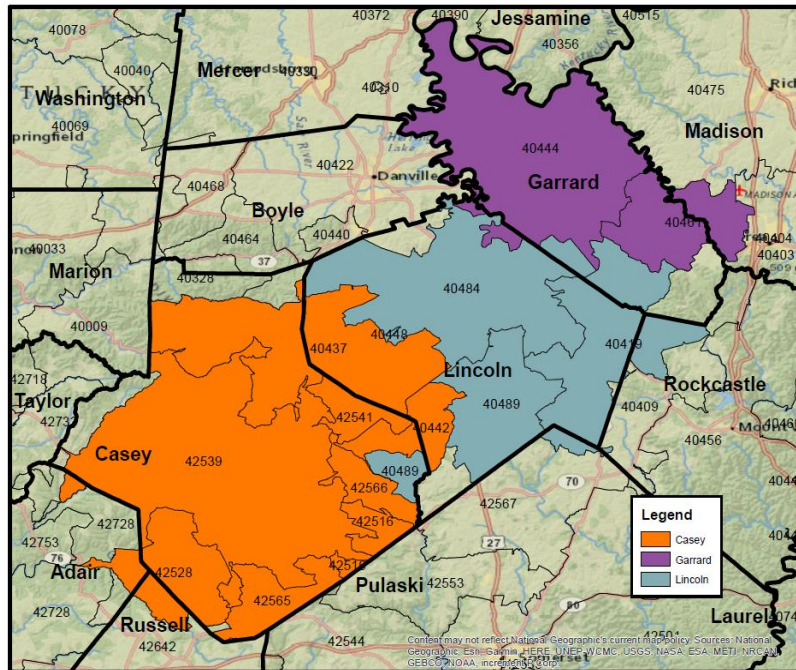 40372
40390
Jessamine
40515
40078
40356
40040
Mercer
40330
40310
40475
Washington
Madison
40069
40444
40422
Garrard
Danville
40468
Boyle
40461
40464
40440
40404
40033
40403
37
Marion
40328
40484
40009
40448
40437
40419
Lincoln
42718
Rockcastle
Taylor
40409
42541
40442
40489
40456
Casey
42539
40489
42566
70
42567
42516
42728
Legend
Casey
Garrard
Lincoln
42753
76
27
Adair
42528
Pulaski
42553
42565
42728
80
Russell
Laurel
42642
42544
Content may not reflect National Geographic's current map policy. Sources: National
Geographic, Esri, Garmin, HERE, UNEP-WCMC, USGS, NASA, ESA, METI, NRCAN,
GEBCO, NOAA, increment P Corp.